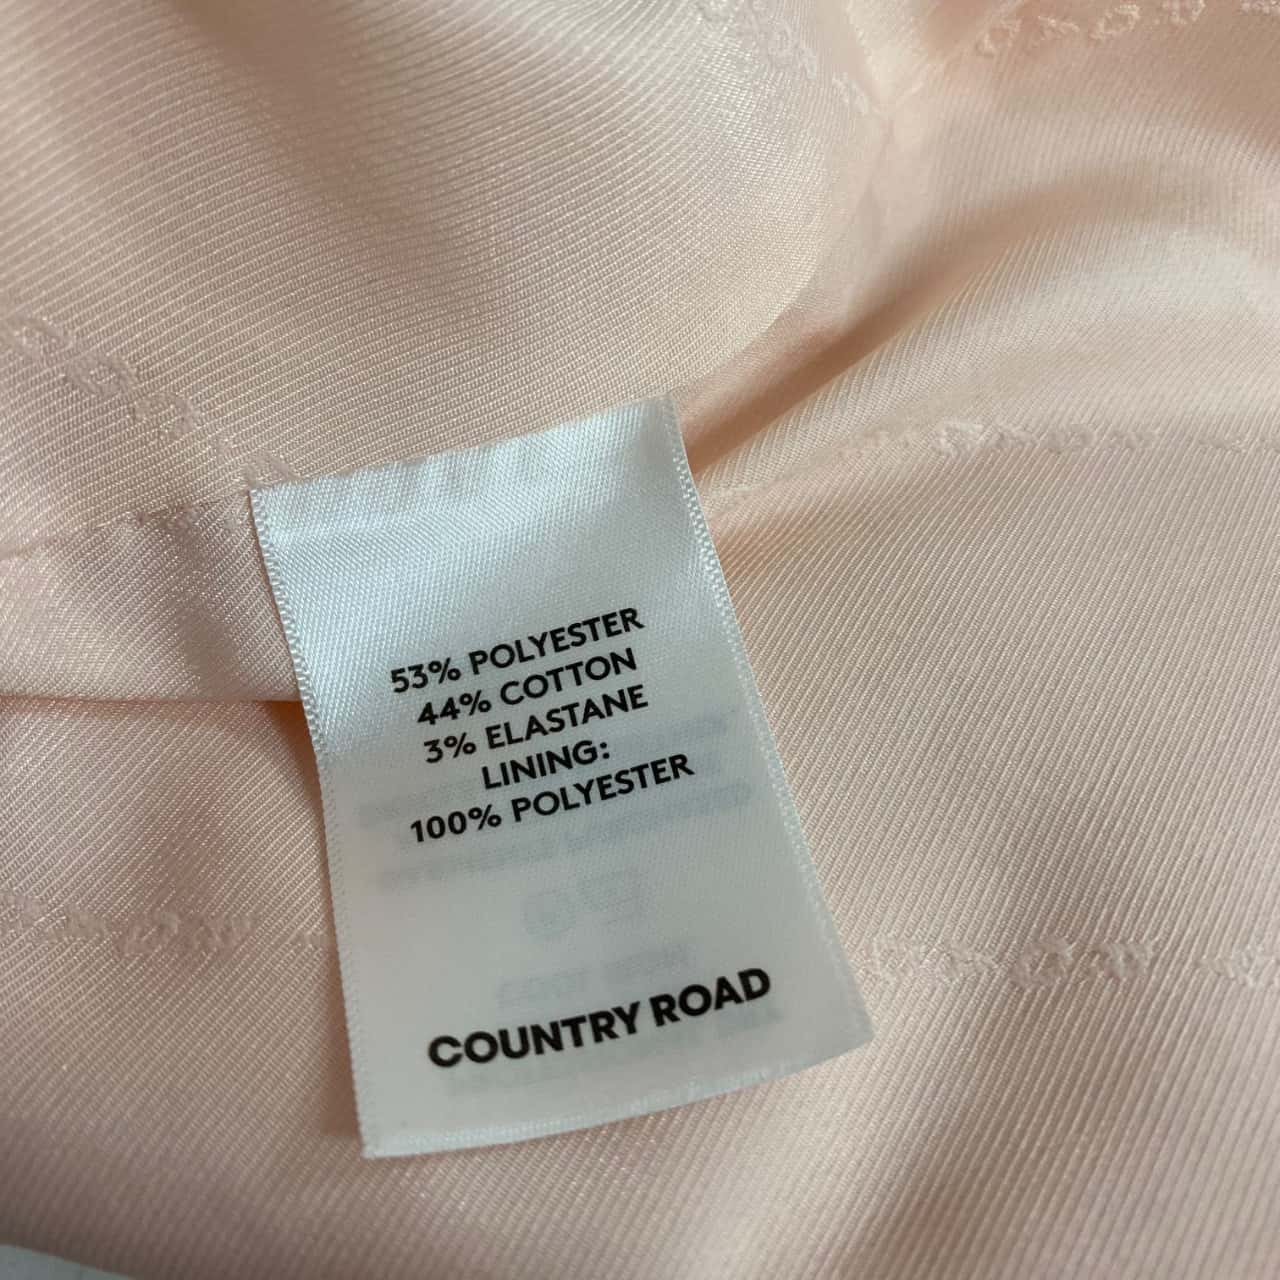 53% POLYESTER
44% COTTON
3% ELASTANE
LINING:
100% POLYESTER
COUNTRY ROAD